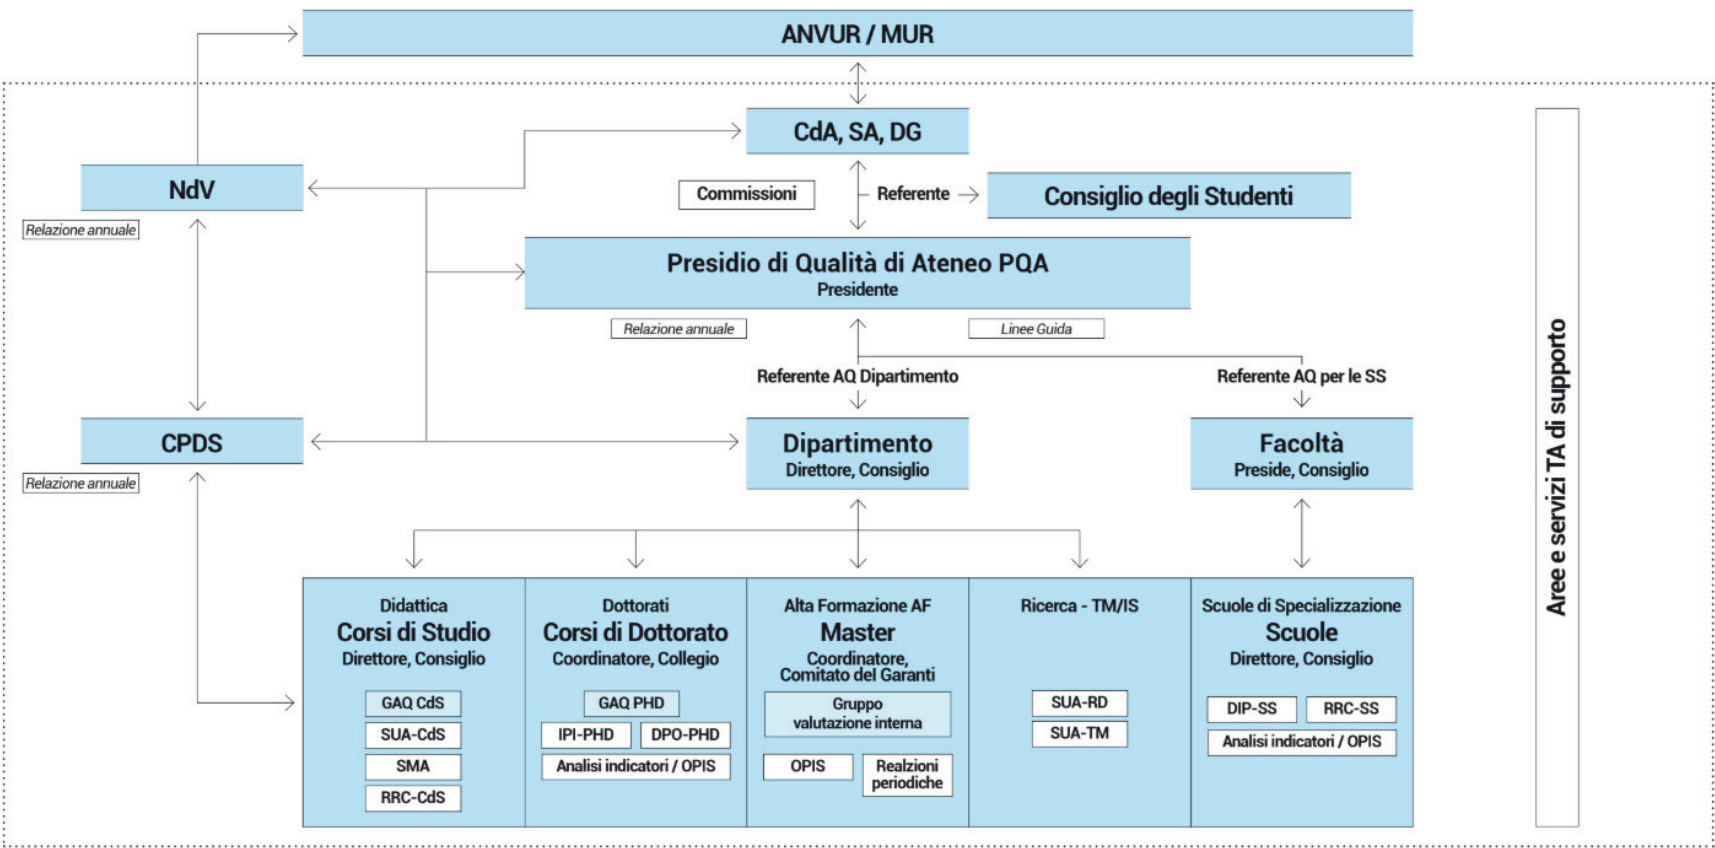 ANVUR / MUR
CdA, SA, DG
NdV
Relazione annuale
Commissioni
Referente
Consiglio degli Studenti
Presidio di Qualità di Ateneo PQA
Presidente
Relazione annuale
Linee Guida
Referente AQ Dipartimento
Referente AQ per le SS
CPDS
Relazione annuale
Dipartimento
Direttore, Consiglio
Facoltà
Preside, Consiglio
Didattica
Corsi di Studio
Direttore, Consiglio
GAQ CdS
SUA-CdS
SMA
RRC-CdS
Dottorati
Corsi di Dottorato
Coordinatore, Collegio
GAQ PHD
IPI-PHD
DPO-PHD
Analisi indicatori / OPIS
Alta Formazione AF
Master
Coordinatore,
Comitato del Garanti
Gruppo
valutazione interna
OPIS
Realzioni
periodiche
Ricerca - TM/IS
SUA-RD
SUA-TM
Scuole di Specializzazione
Scuole
Direttore, Consiglio
DIP-SS
RRC-SS
Analisi indicatori / OPIS
Aree e servizi TA di supporto